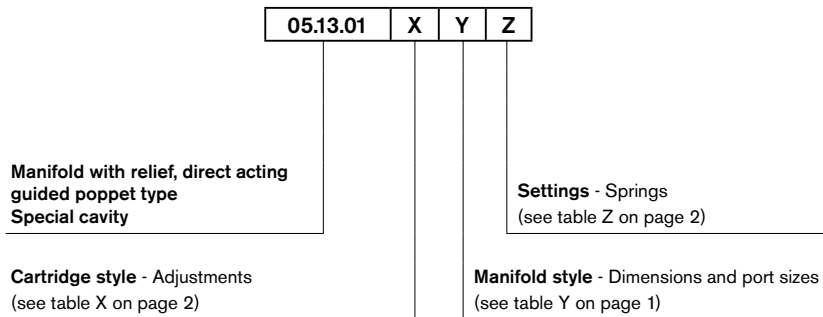 05.13.01 X Y Z
Manifold with relief, direct acting
guided poppet type
Special cavity
Settings - Springs
(see table Z on page 2)
Cartridge style - Adjustments
(see table X on page 2)
Manifold style - Dimensions and port sizes
(see table Y on page 1)